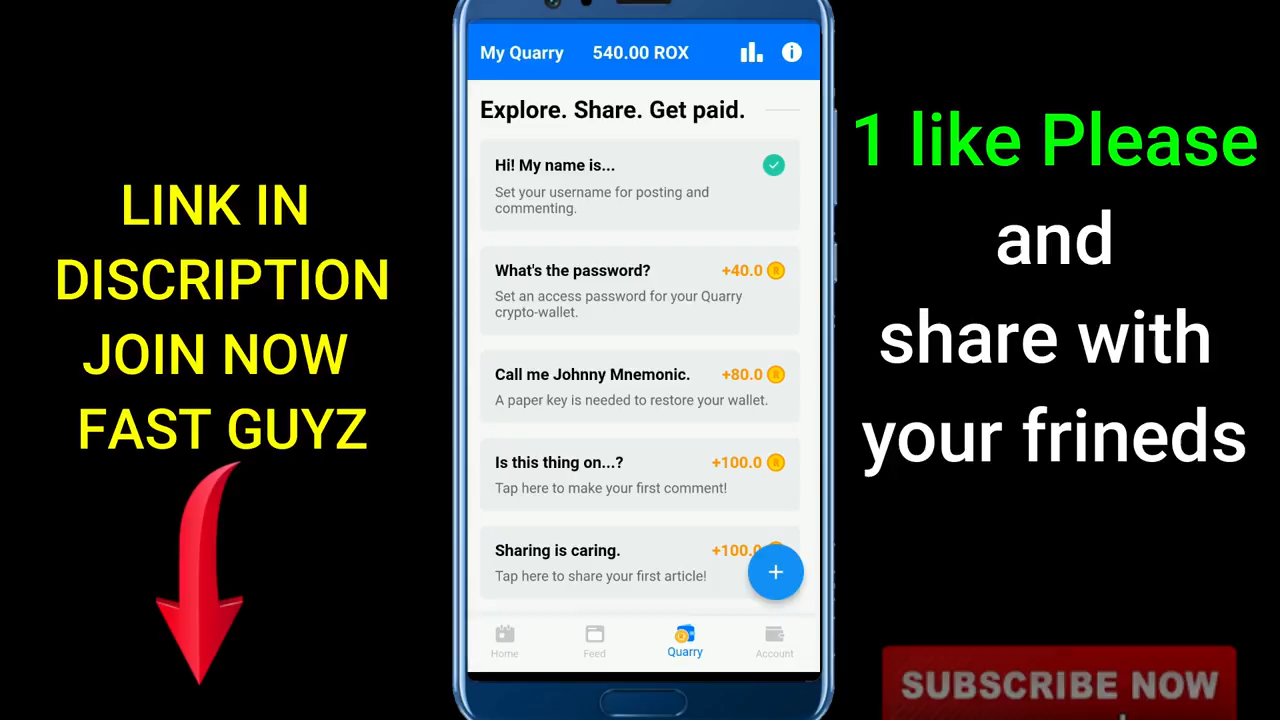 LINK IN
DISCRIPTION
JOIN NOW
FAST GUYZ
My Quarry 540.00 ROX
Explore. Share. Get paid.
Hi! My name is...
Set your username for posting and
commenting.
What's the password? +40.0
Set an access password for your Quarry
crypto-wallet.
Call me Johnny Mnemonic. +80.0
A paper key is needed to restore your wallet.
Is this thing on...? +100.0
Tap here to make your first comment!
Sharing is caring. +100.0
Tap here to share your first article!
Home Feed Quarry Account
1 like Please
and
share with
your frineds
SUBSCRIBE NOW